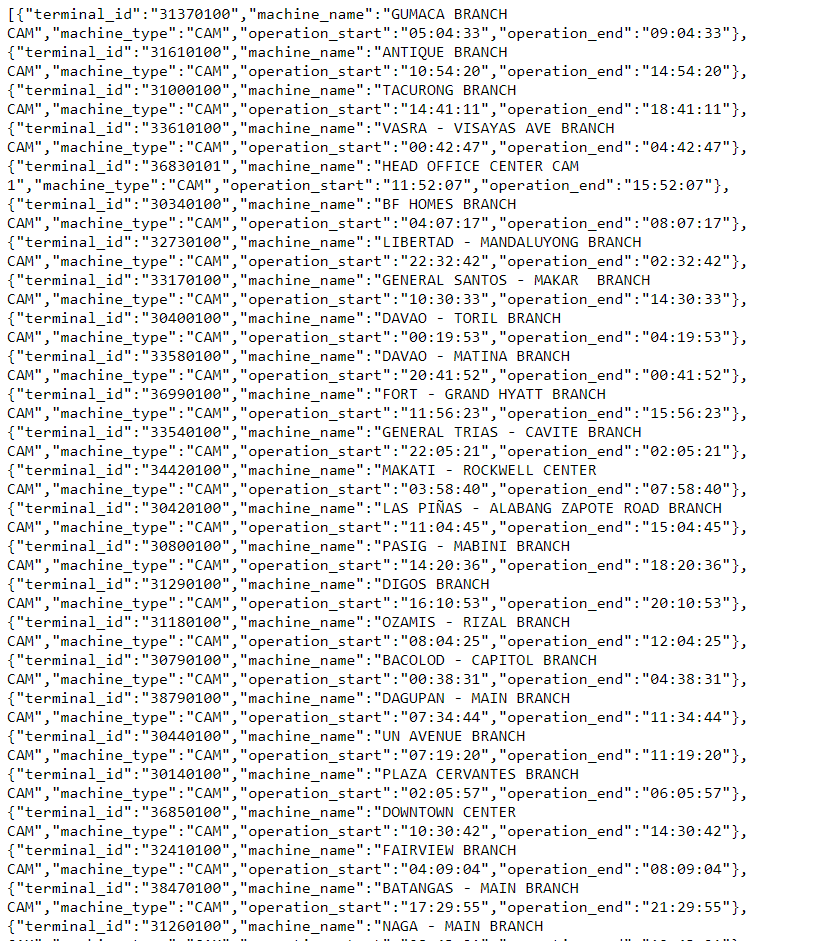 [{"terminal_id":"31370100","machine_name":"GUMACA BRANCH
CAM","machine_type":"CAM","operation_start":"05:04:33","operation_end":"09:04:33"},
{"terminal_id":"31610100","machine_name":"ANTIQUE BRANCH
CAM","machine_type":"CAM","operation_start":"10:54:20","operation_end":"14:54:20"},
{"terminal_id":"31000100","machine_name":"TACURONG BRANCH
CAM","machine_type":"CAM","operation_start":"14:41:11","operation_end":"18:41:11"},
{"terminal_id":"33610100","machine_name":"VASRA - VISAYAS AVE BRANCH
CAM","machine_type":"CAM","operation_start":"00:42:47","operation_end":"04:42:47"},
{"terminal_id":"36830101","machine_name":"HEAD OFFICE CENTER CAM
1","machine_type":"CAM","operation_start":"11:52:07","operation_end":"15:52:07"},
{"terminal_id":"30340100","machine_name":"BF HOMES BRANCH
CAM","machine_type":"CAM","operation_start":"04:07:17","operation_end":"08:07:17"},
{"terminal_id":"32730100","machine_name":"LIBERTAD - MANDALUYONG BRANCH
CAM","machine_type":"CAM","operation_start":"22:32:42","operation_end":"02:32:42"},
{"terminal_id":"33170100","machine_name":"GENERAL SANTOS - MAKAR  BRANCH
CAM","machine_type":"CAM","operation_start":"10:30:33","operation_end":"14:30:33"},
{"terminal_id":"30400100","machine_name":"DAVAO - TORIL BRANCH
CAM","machine_type":"CAM","operation_start":"00:19:53","operation_end":"04:19:53"},
{"terminal_id":"33580100","machine_name":"DAVAO - MATINA BRANCH
CAM","machine_type":"CAM","operation_start":"20:41:52","operation_end":"00:41:52"},
{"terminal_id":"36990100","machine_name":"FORT - GRAND HYATT BRANCH
CAM","machine_type":"CAM","operation_start":"11:56:23","operation_end":"15:56:23"},
{"terminal_id":"33540100","machine_name":"GENERAL TRIAS - CAVITE BRANCH
CAM","machine_type":"CAM","operation_start":"22:05:21","operation_end":"02:05:21"},
{"terminal_id":"34420100","machine_name":"MAKATI - ROCKWELL CENTER
CAM","machine_type":"CAM","operation_start":"03:58:40","operation_end":"07:58:40"},
{"terminal_id":"30420100","machine_name":"LAS PIÑAS - ALABANG ZAPOTE ROAD BRANCH
CAM","machine_type":"CAM","operation_start":"11:04:45","operation_end":"15:04:45"},
{"terminal_id":"30800100","machine_name":"PASIG - MABINI BRANCH
CAM","machine_type":"CAM","operation_start":"14:20:36","operation_end":"18:20:36"},
{"terminal_id":"31290100","machine_name":"DIGOS BRANCH
CAM","machine_type":"CAM","operation_start":"16:10:53","operation_end":"20:10:53"},
{"terminal_id":"31180100","machine_name":"OZAMIS - RIZAL BRANCH
CAM","machine_type":"CAM","operation_start":"08:04:25","operation_end":"12:04:25"},
{"terminal_id":"30790100","machine_name":"BACOLOD - CAPITOL BRANCH
CAM","machine_type":"CAM","operation_start":"00:38:31","operation_end":"04:38:31"},
{"terminal_id":"38790100","machine_name":"DAGUPAN - MAIN BRANCH
CAM","machine_type":"CAM","operation_start":"07:34:44","operation_end":"11:34:44"},
{"terminal_id":"30440100","machine_name":"UN AVENUE BRANCH
CAM","machine_type":"CAM","operation_start":"07:19:20","operation_end":"11:19:20"},
{"terminal_id":"30140100","machine_name":"PLAZA CERVANTES BRANCH
CAM","machine_type":"CAM","operation_start":"02:05:57","operation_end":"06:05:57"},
{"terminal_id":"36850100","machine_name":"DOWNTOWN CENTER
CAM","machine_type":"CAM","operation_start":"10:30:42","operation_end":"14:30:42"},
{"terminal_id":"32410100","machine_name":"FAIRVIEW BRANCH
CAM","machine_type":"CAM","operation_start":"04:09:04","operation_end":"08:09:04"},
{"terminal_id":"38470100","machine_name":"BATANGAS - MAIN BRANCH
CAM","machine_type":"CAM","operation_start":"17:29:55","operation_end":"21:29:55"},
{"terminal_id":"31260100","machine_name":"NAGA - MAIN BRANCH